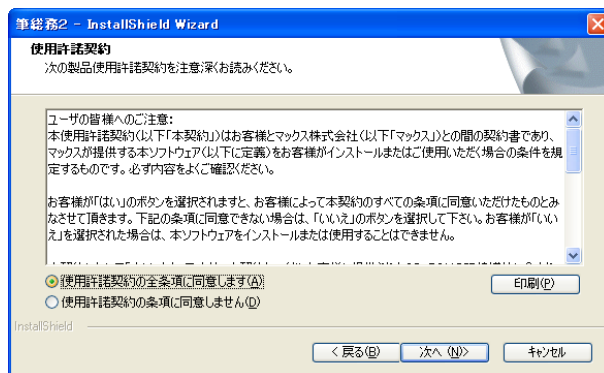 筆総務2 - InstallShield Wizard
使用許諾契約
次の製品使用許諾契約を注意深くお読みください。
ユーザの皆様へのご注意:
本使用許諾契約(以下「本契約」)はお客様とマックス株式会社(以下「マックス」)との間の契約書であり、
マックスが提供する本ソフトウェア(以下に定義)をお客様がインストールまたはご使用いただく場合の条件を規
定するものです。必ず内容をよくご確認ください。
お客様が「はい」のボタンを選択されますと、お客様によって本契約のすべての条項に同意いただけたものとみ
なさせて頂きます。下記の条項に同意できない場合は、「いいえ」のボタンを選択して下さい。お客様が「いい
え」を選択された場合は、本ソフトウェアをインストールまたは使用することはできません。
使用許諾契約の全条項に同意します(A)
印刷(P)
使用許諾契約の条項に同意しません(D)
InstallShield
< 戻る(B)
次へ (N)>
キャンセル